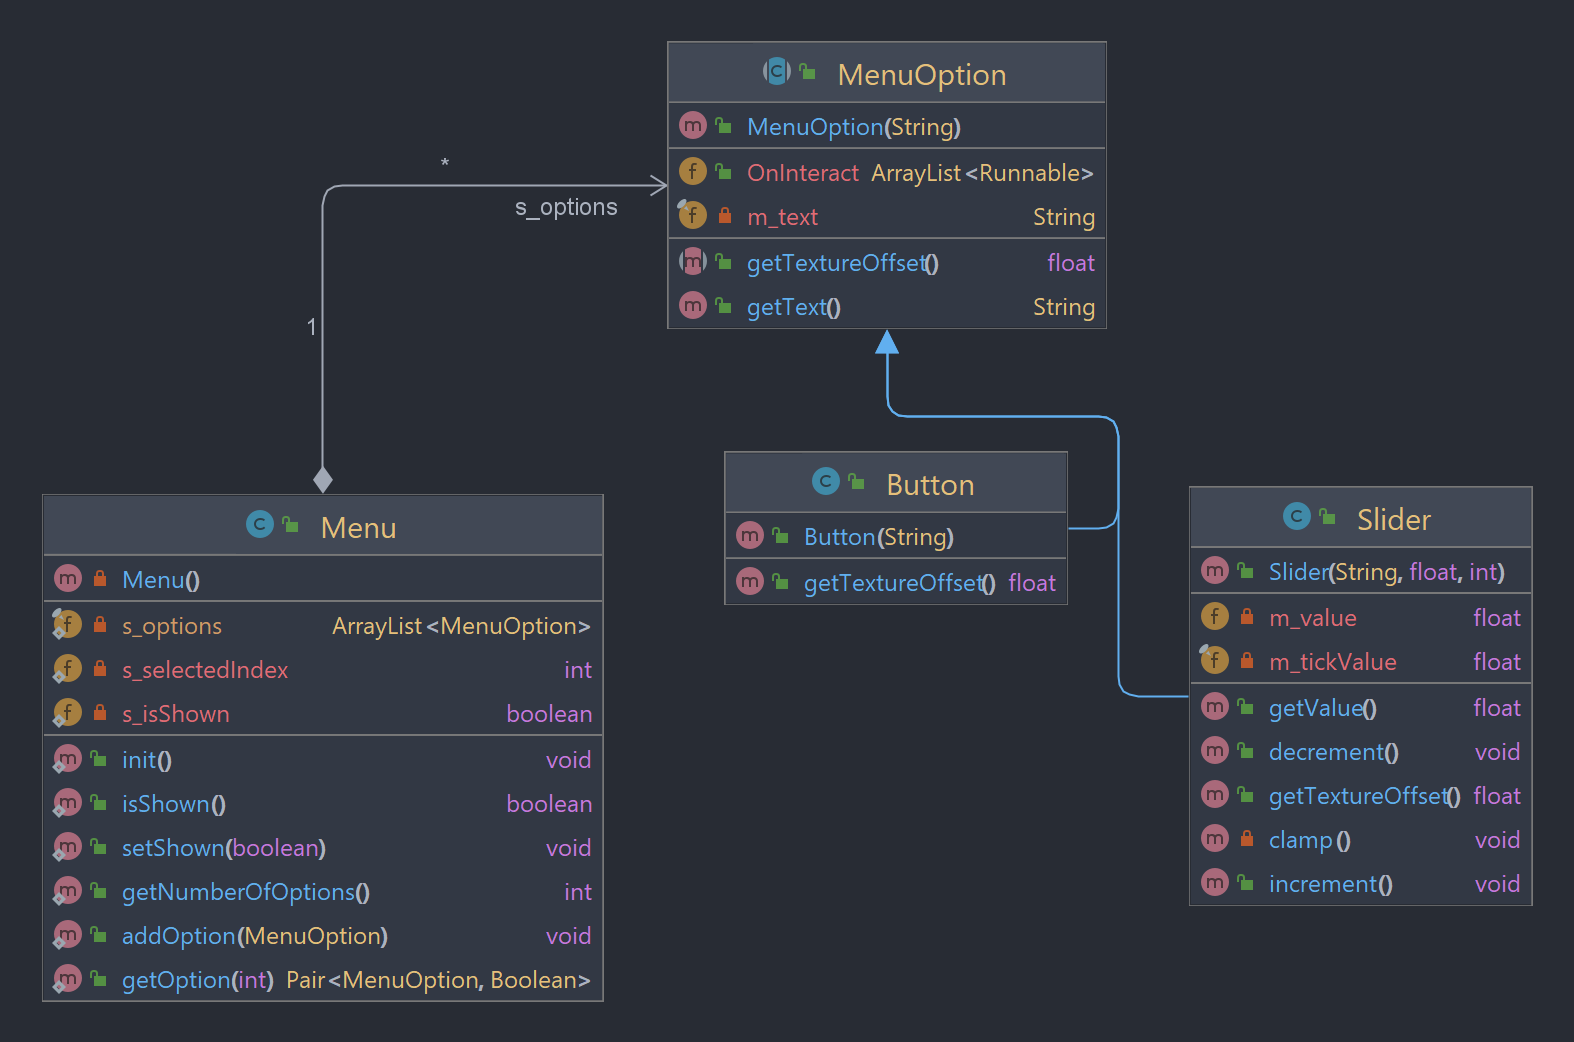 MenuOption
MenuOption(String)
OnInteract ArrayList<Runnable>
m_text String
getTextureOffset() float
getText() String
*
s_options
1
Menu
Menu()
s_options ArrayList<MenuOption>
s_selectedIndex int
s_isShown boolean
init() void
isShown() boolean
setShown(boolean) void
getNumberOfOptions() int
addOption(MenuOption) void
getOption(int) Pair<MenuOption, Boolean>
Button
Button(String)
getTextureOffset() float
Slider
Slider(String, float, int)
m_value float
m_tickValue float
getValue() float
decrement() void
getTextureOffset() float
clamp() void
increment() void